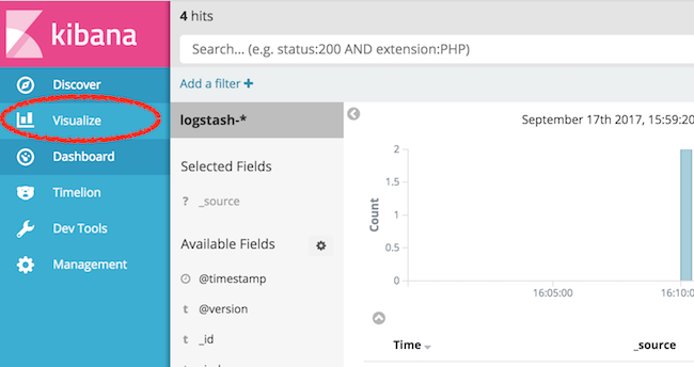 kibana
Discover
Visualize
Dashboard
Timelion
Dev Tools
Management
4 hits
Search... (e.g. status:200 AND extension:PHP)
Add a filter +
logstash-*
Selected Fields
? _source
Available Fields
@timestamp
t @version
t _id
September 17th 2017, 15:59:20
2
1.5
1
0.5
0
Count
16:05:00
16:10:0
Time
_source